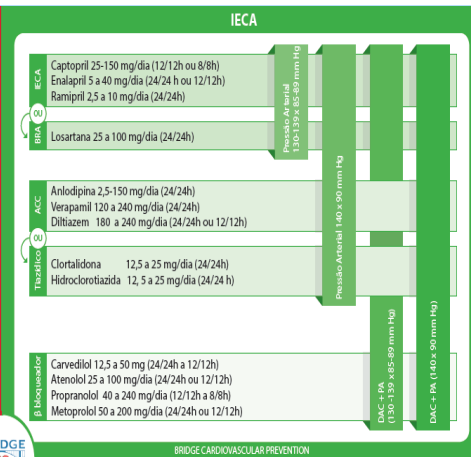 IECA
IECA
Captopril 25-150 mg/dia (12/12h ou 8/8h)
Enalapril 5 a 40 mg/dia (24/24 h ou 12/12h)
Ramipril 2,5 a 10 mg/dia (24/24h)
OU
BRA
Losartana 25 a 100 mg/dia (24/24h)
ACC
Anlodipina 2,5-150 mg/dia (24/24h)
Verapamil 120 a 240 mg/dia (24/24h)
Diltiazem 180 a 240 mg/dia (24/24h ou 12/12h)
OU
Tiazídico
Clortalidona 12,5 a 25 mg/dia (24/24h)
Hidroclorotiazida 12, 5 a 25 mg/dia (24/24 h)
β bloqueador
Carvedilol 12,5 a 50 mg (24/24h a 12/12h)
Atenolol 25 a 100 mg/dia (24/24h ou 12/12h)
Propranolol 40 a 240 mg/dia (12/12h a 8/8h)
Metoprolol 50 a 200 mg/dia (24/24h ou 12/12h)
Pressão Arterial
130-139 x 85-89 mm Hg
Pressão Arterial 140 x 90 mm Hg
DAC + PA
(130 -139 x 85-89 mm Hg)
DAC + PA (140 x 90 mm Hg)
BRIDGE CARDIOVASCULAR PREVENTION
DGE